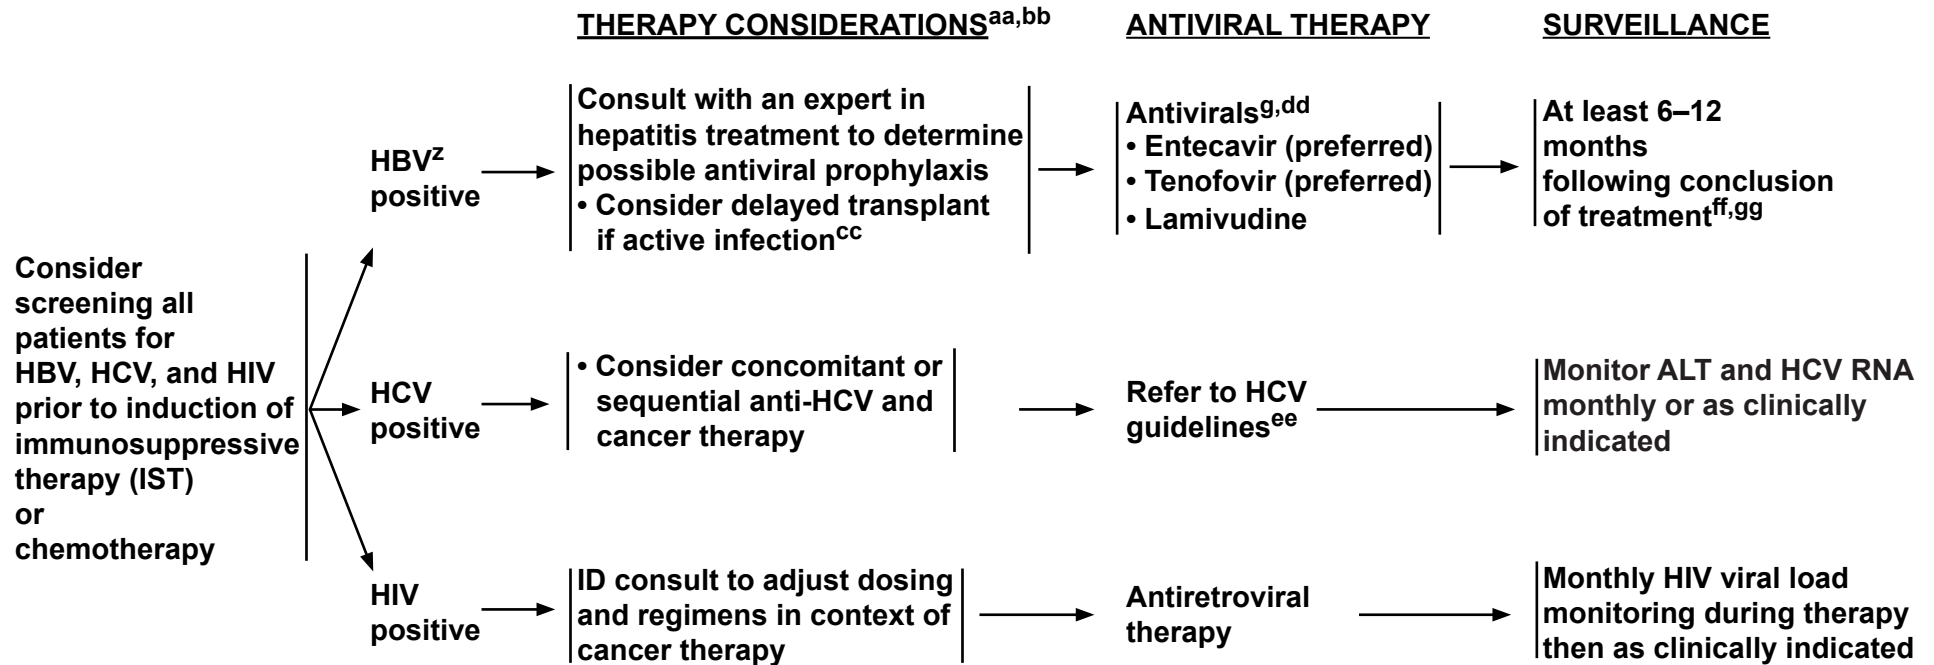 THERAPY CONSIDERATIONSaa,bb
ANTIVIRAL THERAPY
SURVEILLANCE
Consider
screening all
patients for
HBV, HCV, and HIV
prior to induction of
immunosuppressive
therapy (IST)
or
chemotherapy
HBVz
positive
Consult with an expert in
hepatitis treatment to determine
possible antiviral prophylaxis
• Consider delayed transplant
if active infectioncc
Antiviralsg,dd
• Entecavir (preferred)
• Tenofovir (preferred)
• Lamivudine
At least 6–12
months
following conclusion
of treatmentff,gg
HCV
positive
• Consider concomitant or
sequential anti-HCV and
cancer therapy
Refer to HCV
guidelinesee
Monitor ALT and HCV RNA
monthly or as clinically
indicated
HIV
positive
ID consult to adjust dosing
and regimens in context of
cancer therapy
Antiretroviral
therapy
Monthly HIV viral load
monitoring during therapy
then as clinically indicated